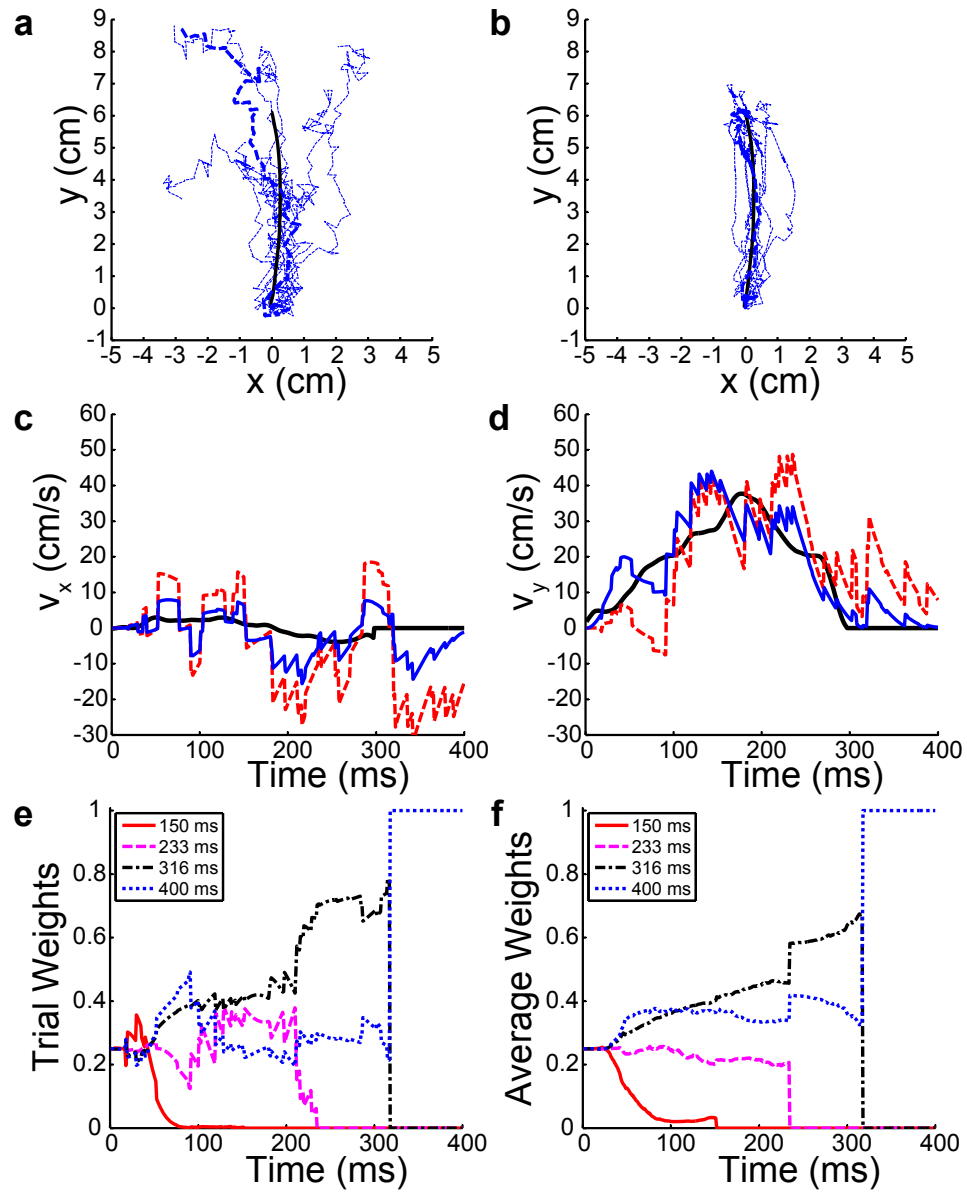 a
9
8
7
6
5
4
3
2
1
0
-1
y (cm)
-5 -4 -3 -2 -1 0 1 2 3 4 5
x (cm)
b
9
8
7
6
5
4
3
2
1
0
-1
y (cm)
-5 -4 -3 -2 -1 0 1 2 3 4 5
x (cm)
c
60
50
40
30
20
10
0
-10
-20
-30
v_x (cm/s)
0 100 200 300 400
Time (ms)
d
60
50
40
30
20
10
0
-10
-20
-30
v_y (cm/s)
0 100 200 300 400
Time (ms)
e
1
0.8
0.6
0.4
0.2
0
Trial Weights
150 ms
233 ms
316 ms
400 ms
0 100 200 300 400
Time (ms)
f
1
0.8
0.6
0.4
0.2
0
Average Weights
150 ms
233 ms
316 ms
400 ms
0 100 200 300 400
Time (ms)